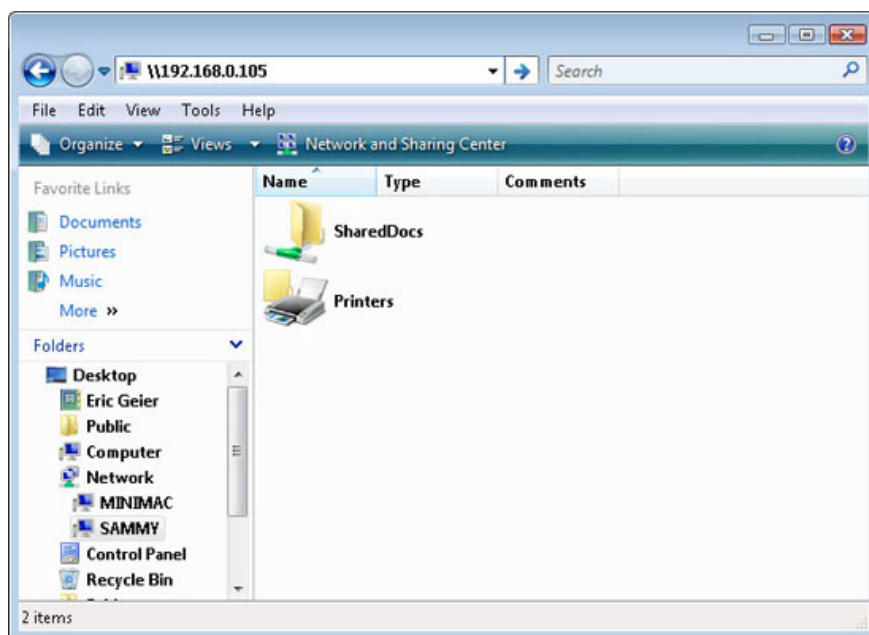 \\192.168.0.105
Search
File Edit View Tools Help
Organize Views Network and Sharing Center
Favorite Links
Documents
Pictures
Music
More »
Folders
Desktop
Eric Geier
Public
Computer
Network
MINIMAC
SAMMY
Control Panel
Recycle Bin
Name Type Comments
SharedDocs
Printers
2 items